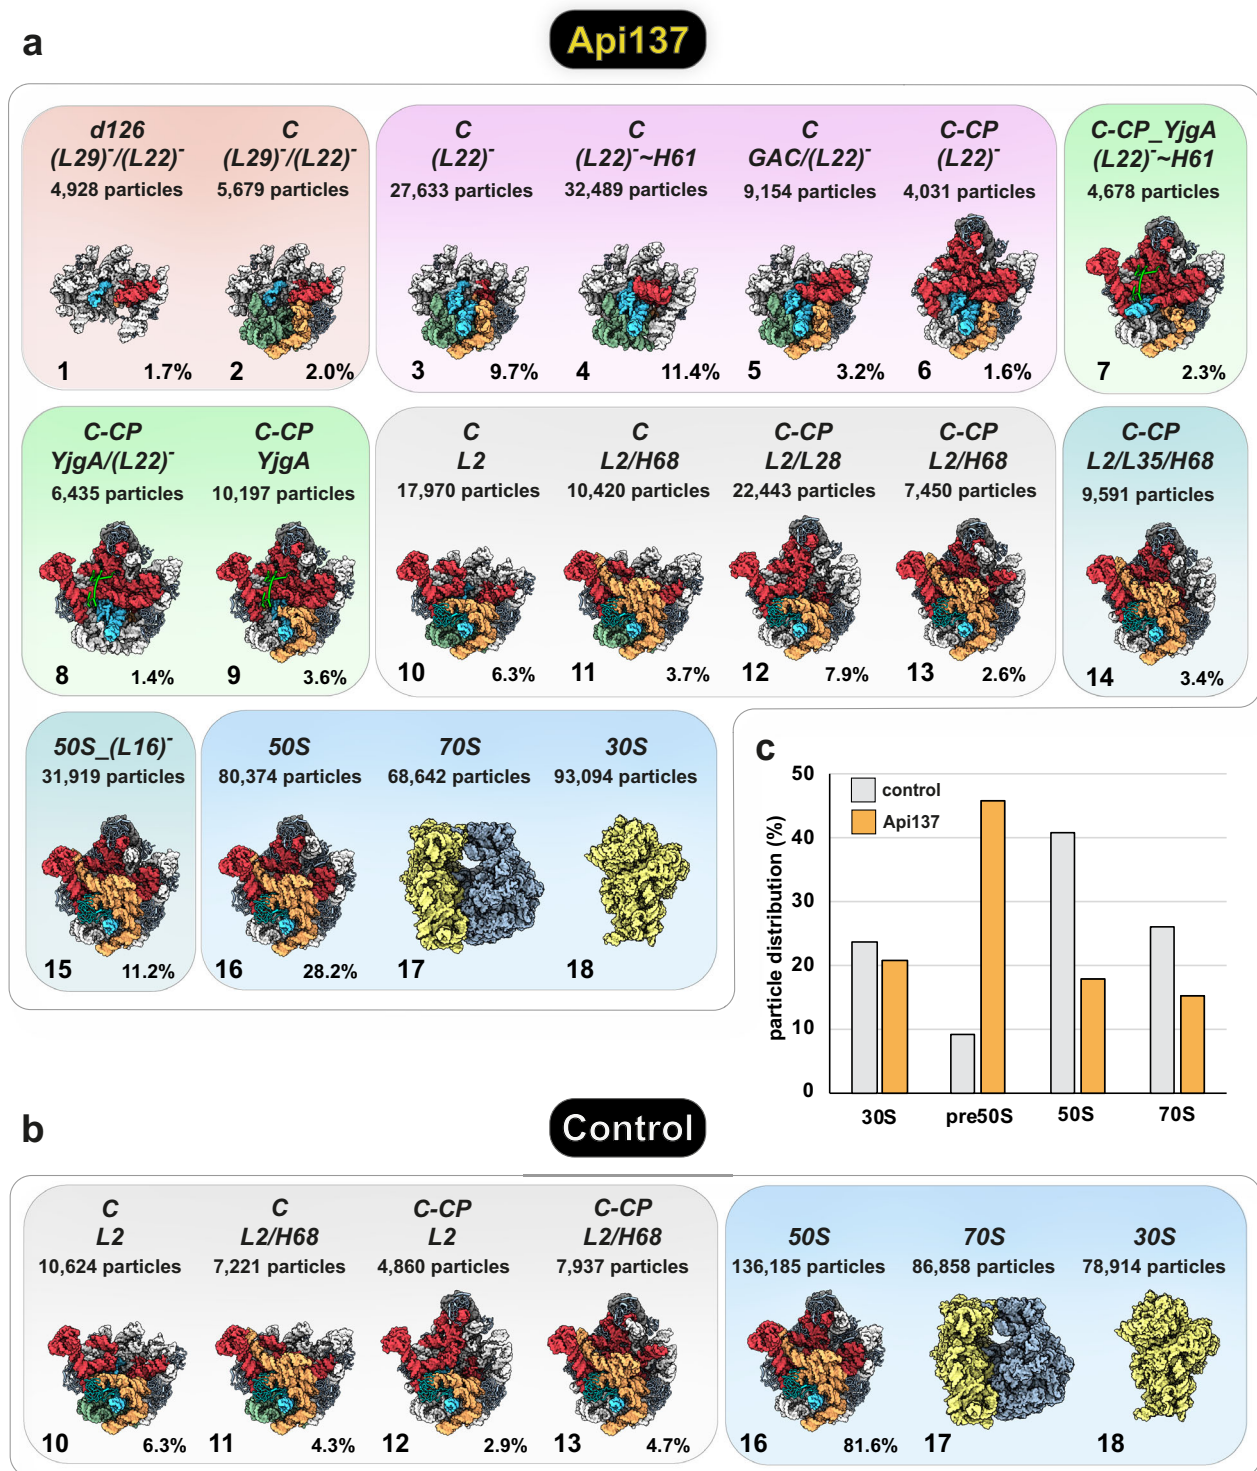 a
Api137
d126
(L29)⁻/(L22)⁻
4,928 particles
1
1.7%
C
(L29)⁻/(L22)⁻
5,679 particles
2
2.0%
C
(L22)⁻
27,633 particles
3
9.7%
C
(L22)⁻~H61
32,489 particles
4
11.4%
C
GAC/(L22)⁻
9,154 particles
5
3.2%
C-CP
(L22)⁻
4,031 particles
6
1.6%
C-CP_YjgA
(L22)⁻~H61
4,678 particles
7
2.3%
C-CP
YjgA/(L22)⁻
6,435 particles
8
1.4%
C-CP
YjgA
10,197 particles
9
3.6%
C
L2
17,970 particles
10
6.3%
C
L2/H68
10,420 particles
11
3.7%
C-CP
L2/L28
22,443 particles
12
7.9%
C-CP
L2/H68
7,450 particles
13
2.6%
C-CP
L2/L35/H68
9,591 particles
14
3.4%
50S_(L16)⁻
31,919 particles
15
11.2%
50S
80,374 particles
16
28.2%
70S
68,642 particles
17
30S
93,094 particles
18
c
particle distribution (%)
50
40
30
20
10
0
control
Api137
30S
pre50S
50S
70S
b
Control
C
L2
10,624 particles
10
6.3%
C
L2/H68
7,221 particles
11
4.3%
C-CP
L2
4,860 particles
12
2.9%
C-CP
L2/H68
7,937 particles
13
4.7%
50S
136,185 particles
16
81.6%
70S
86,858 particles
17
30S
78,914 particles
18